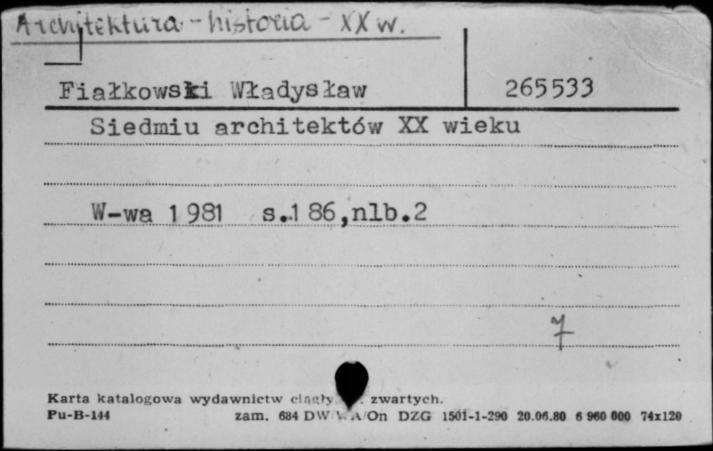 Architektura - historia - XX w.
Fiałkowski Władysław 265533
Siedmiu architektów XX wieku
W-wa 1981 s.186,nlb.2
7
Karta katalogowa wydawnictw zwartych.
Pu-B-144 zam. 684 DW /On DZG 1501-1-290 20.06.80 6 960 000 74x120